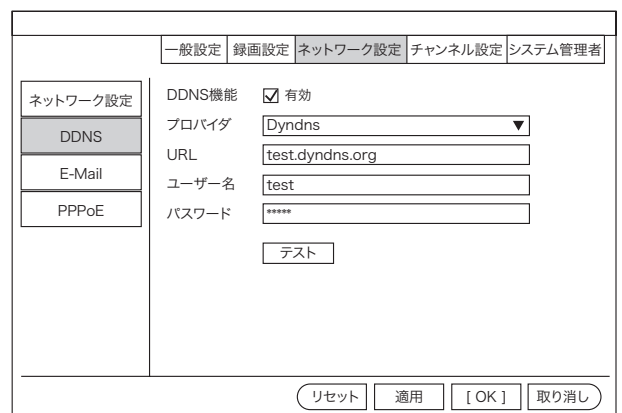 一般設定 録画設定 ネットワーク設定 チャンネル設定 システム管理者
ネットワーク設定
DDNS
E-Mail
PPPoE
DDNS機能 有効
プロバイダ Dyndns
URL test.dyndns.org
ユーザー名 test
パスワード *****
テスト
リセット 適用 [ OK ] 取り消し